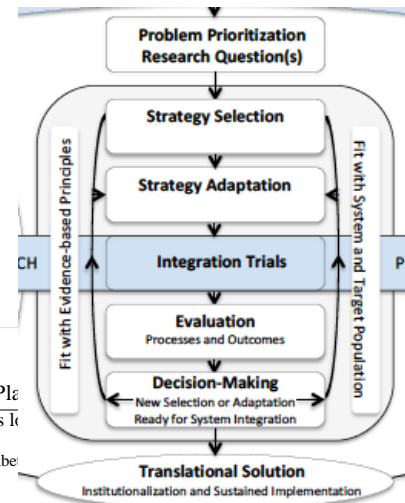 Problem Prioritization
Research Question(s)
Strategy Selection
Strategy Adaptation
Fit with Evidence-based Principles
Fit with System and Target Population
CH
Integration Trials
P
Evaluation
Processes and Outcomes
Decision-Making
New Selection or Adaptation
Ready for System Integration
Translational Solution
Institutionalization and Sustained Implementation
Pla